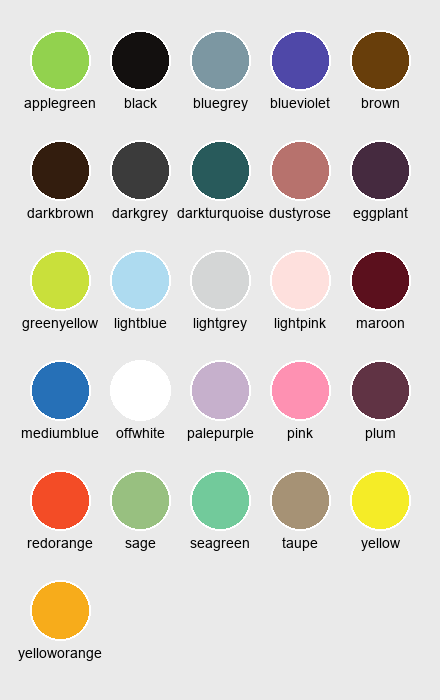 applegreen black bluegrey blueviolet brown
darkbrown darkgrey darkturquoise dustyrose eggplant
greenyellow lightblue lightgrey lightpink maroon
mediumblue offwhite palepurple pink plum
redorange sage seagreen taupe yellow
yelloworange